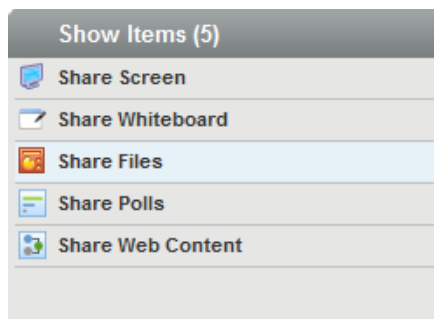 Show Items (5)
Share Screen
Share Whiteboard
Share Files
Share Polls
Share Web Content